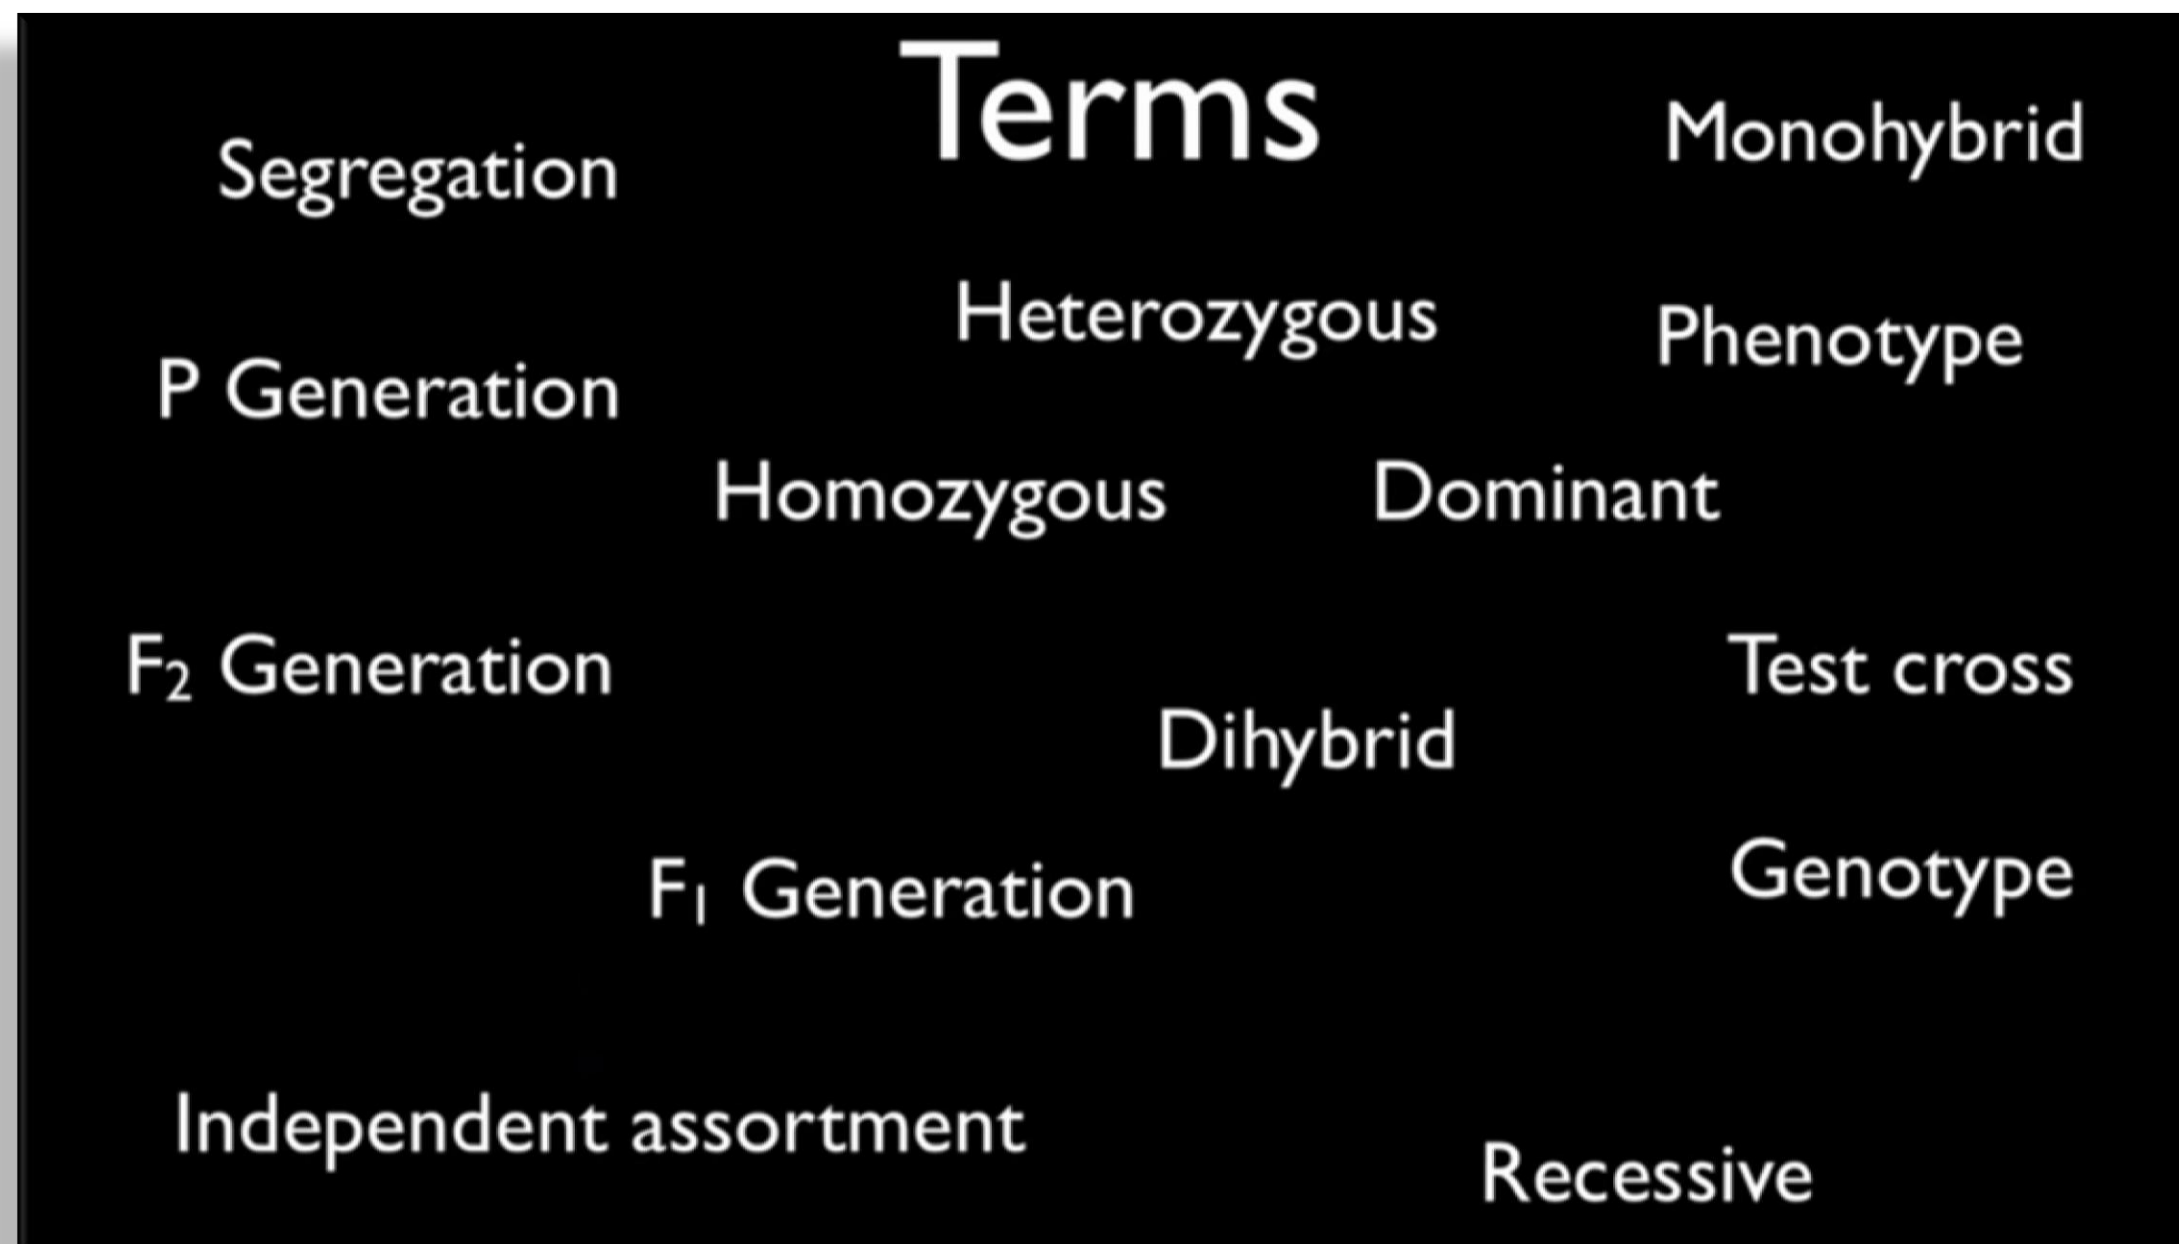 Terms
Monohybrid
Segregation
Heterozygous
Phenotype
P Generation
Homozygous
Dominant
F₂ Generation
Test cross
Dihybrid
F₁ Generation
Genotype
Independent assortment
Recessive